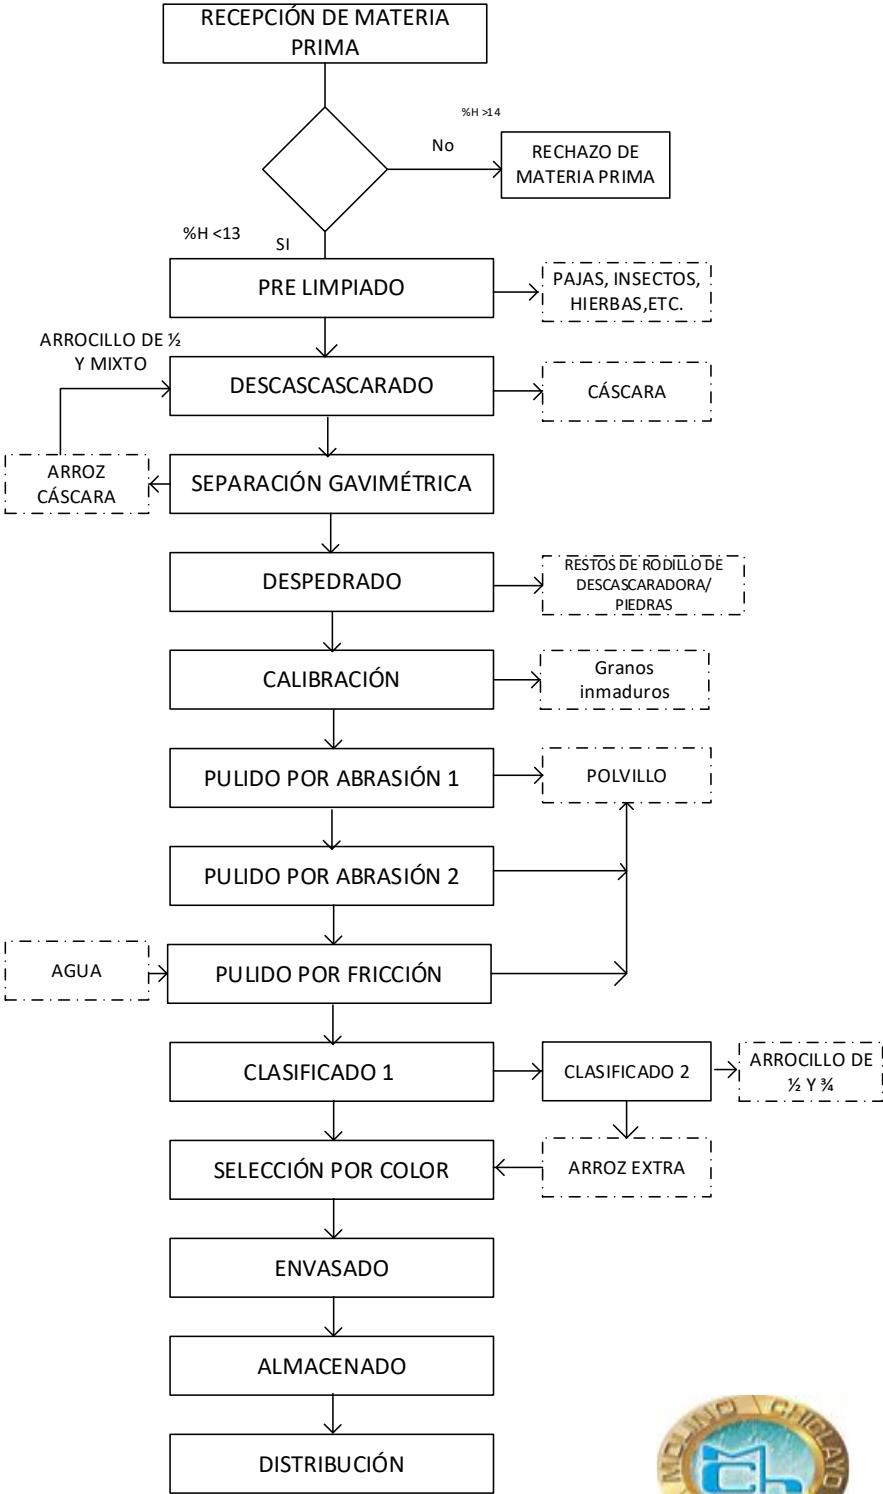 RECEPCIÓN DE MATERIA
PRIMA
%H >14
No
RECHAZO DE
MATERIA PRIMA
%H <13
SI
PRE LIMPIADO
PAJAS, INSECTOS,
HIERBAS,ETC.
ARROCILLO DE ½
Y MIXTO
DESCASCASCARADO
CÁSCARA
ARROZ
CÁSCARA
SEPARACIÓN GAVIMÉTRICA
DESPEDRADO
RESTOS DE RODILLO DE
DESCASCARADORA/
PIEDRAS
CALIBRACIÓN
Granos
inmaduros
PULIDO POR ABRASIÓN 1
POLVILLO
PULIDO POR ABRASIÓN 2
AGUA
PULIDO POR FRICCIÓN
CLASIFICADO 1
CLASIFICADO 2
ARROCILLO DE
½ Y ¾
SELECCIÓN POR COLOR
ARROZ EXTRA
ENVASADO
ALMACENADO
DISTRIBUCIÓN
MOLINO CHICLAYO